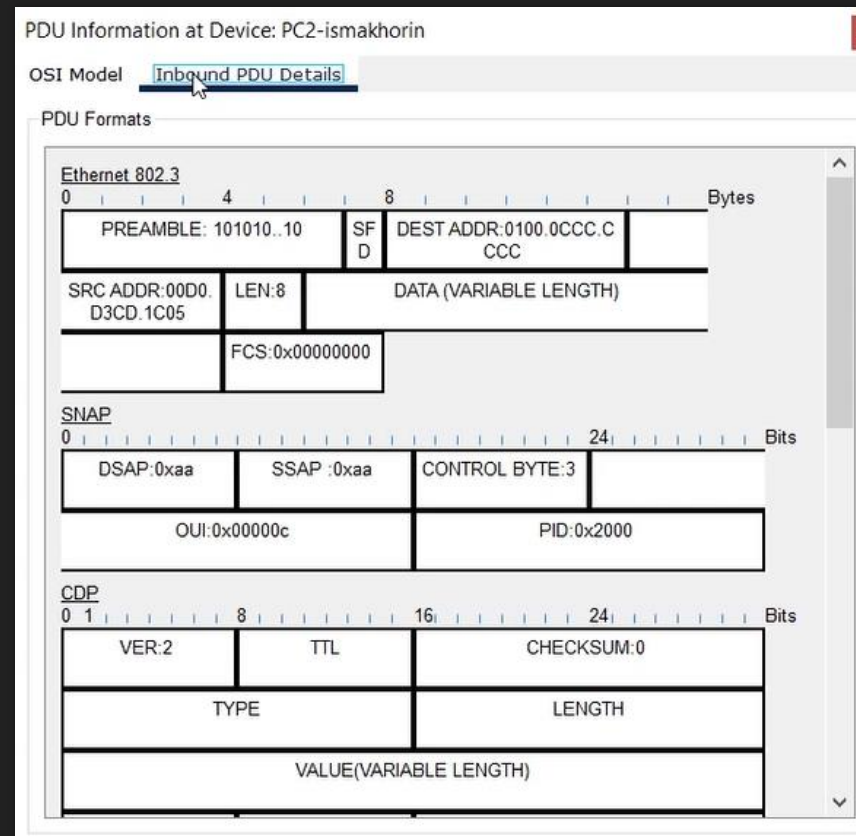 PDU Information at Device: PC2-ismakhorin
OSI Model Inbound PDU Details
PDU Formats
Ethernet 802.3
0 4 8 Bytes
PREAMBLE: 101010..10 SF DEST ADDR:0100.0CCC.C
D CCC
SRC ADDR:00D0. LEN:8 DATA (VARIABLE LENGTH)
D3CD.1C05
FCS:0x00000000
SNAP
0 24 Bits
DSAP:0xaa SSAP :0xaa CONTROL BYTE:3
OUI:0x00000c PID:0x2000
CDP
0 1 8 16 24 Bits
VER:2 TTL CHECKSUM:0
TYPE LENGTH
VALUE(VARIABLE LENGTH)